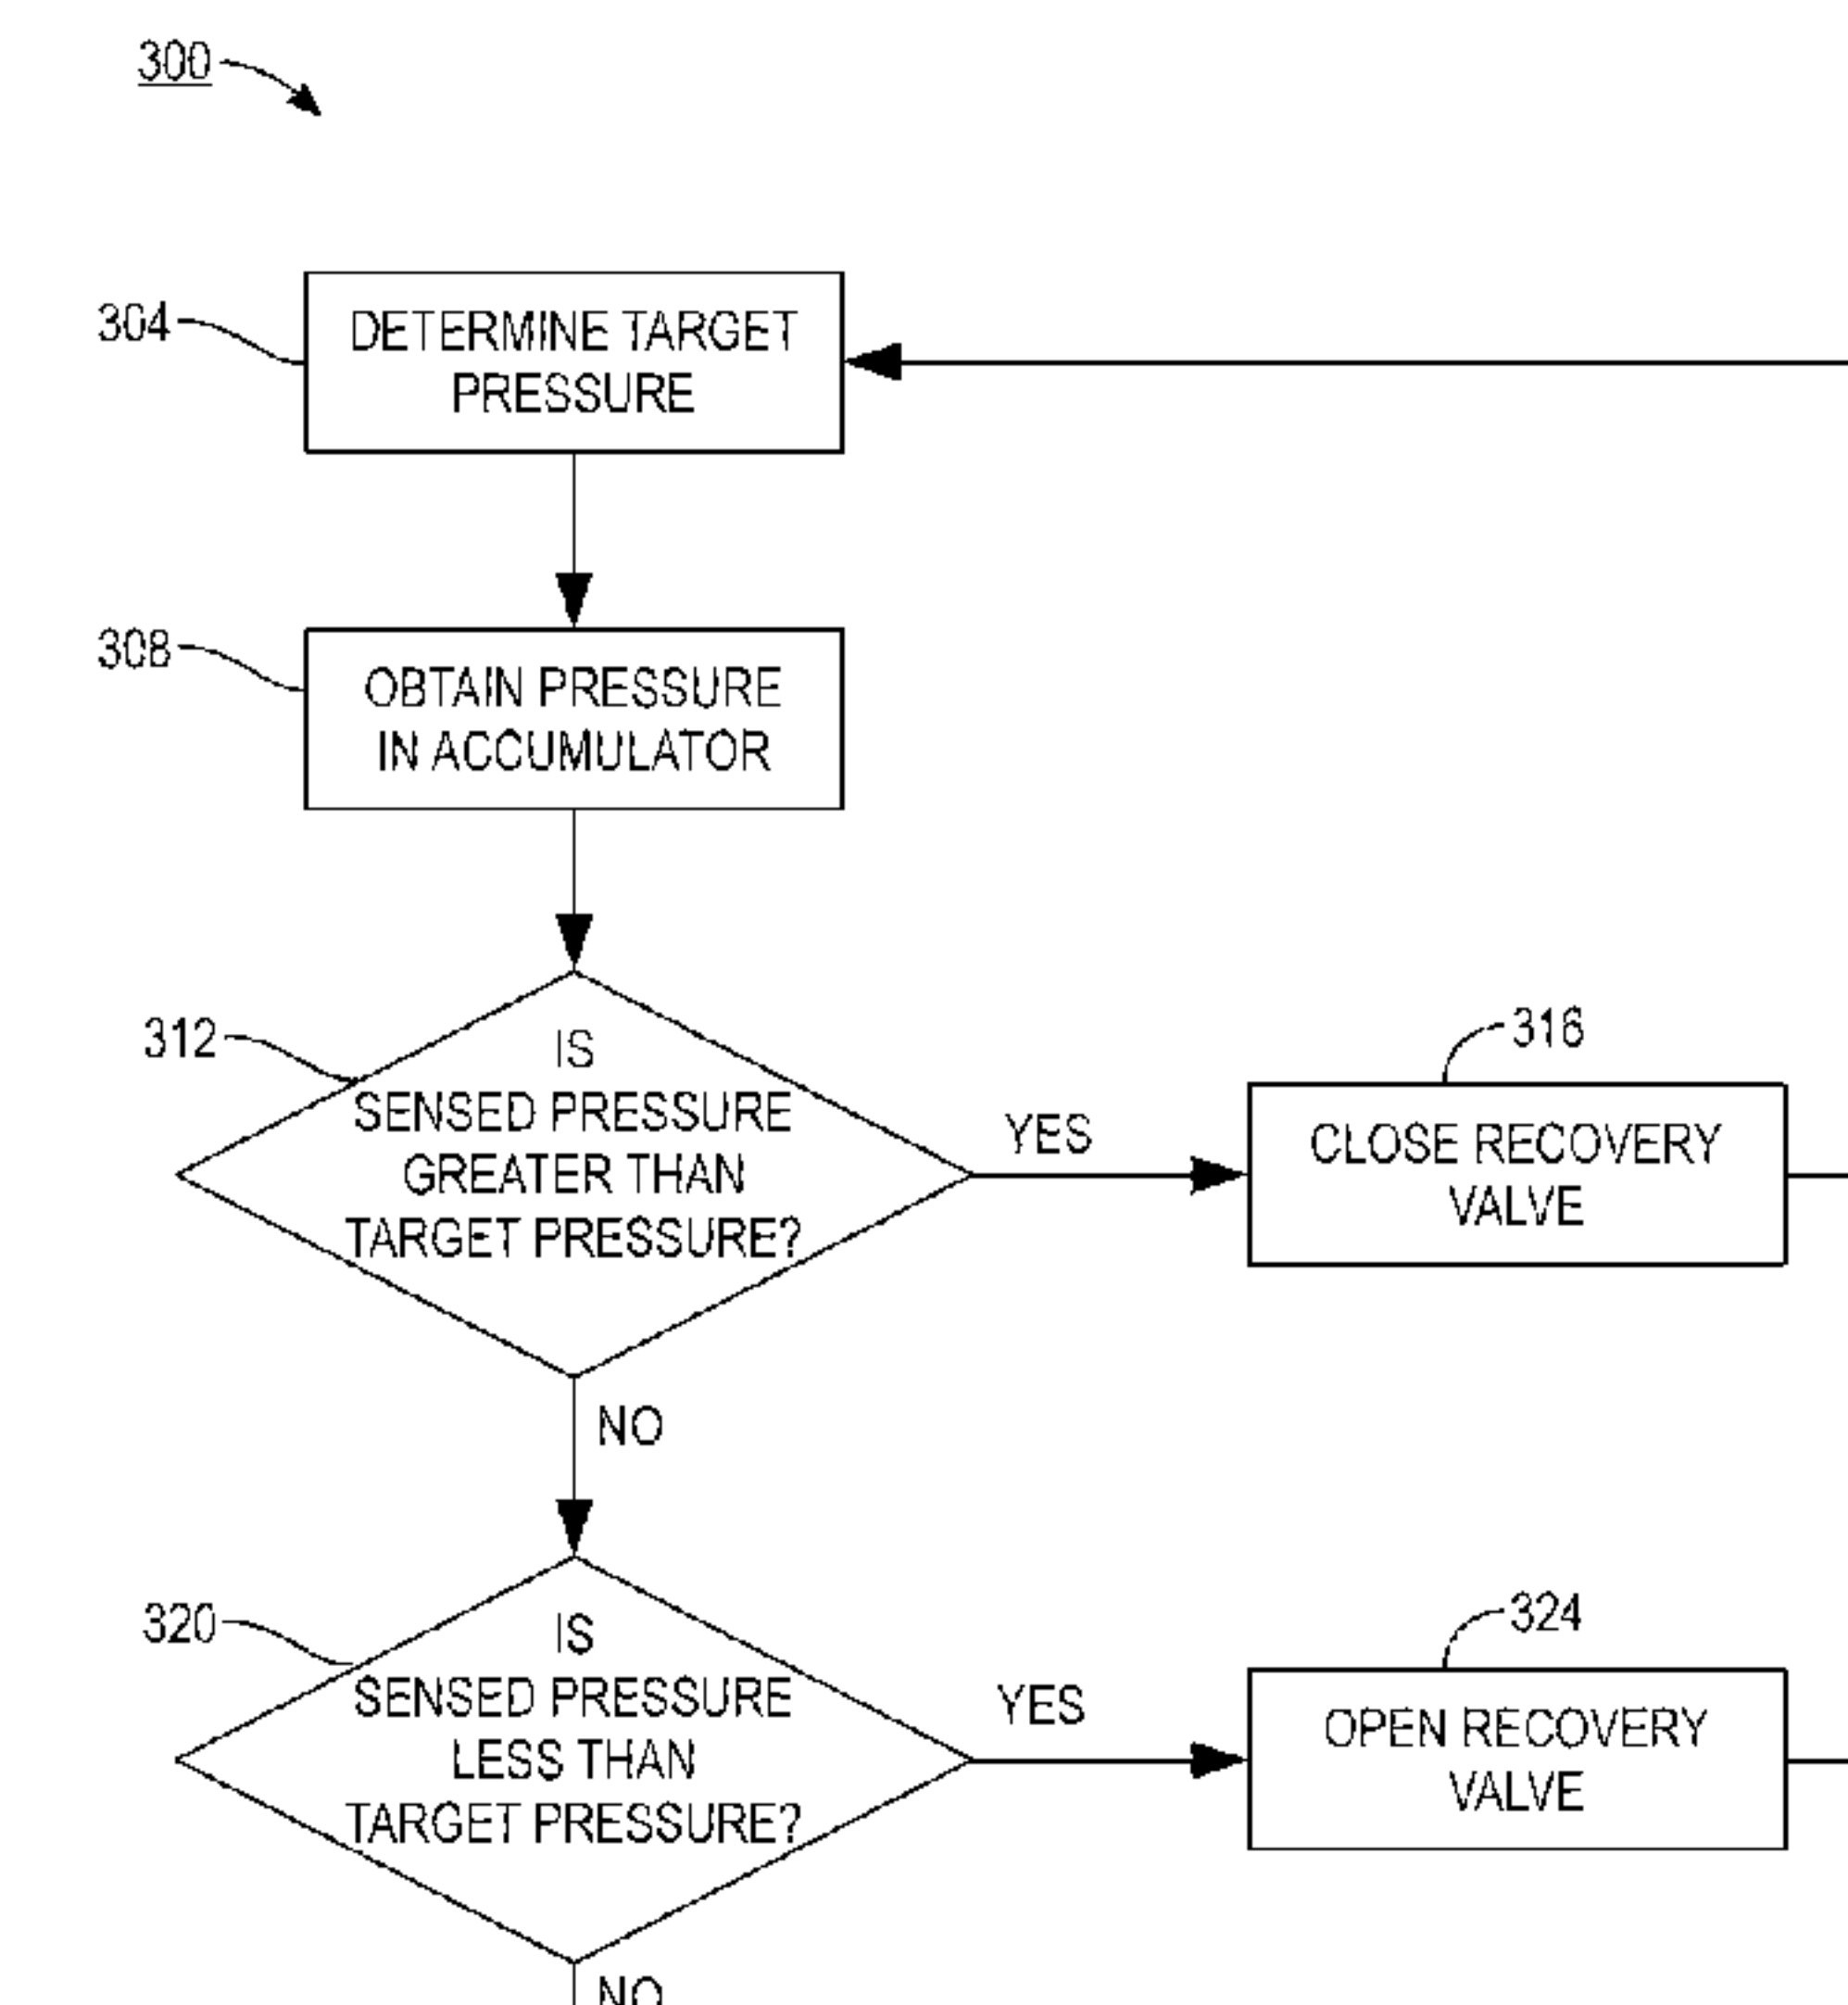 300
304
DETERMINE TARGET
PRESSURE
308
OBTAIN PRESSURE
IN ACCUMULATOR
312
IS
SENSED PRESSURE
GREATER THAN
TARGET PRESSURE?
YES
316
CLOSE RECOVERY
VALVE
NO
320
IS
SENSED PRESSURE
LESS THAN
TARGET PRESSURE?
YES
324
OPEN RECOVERY
VALVE
NO